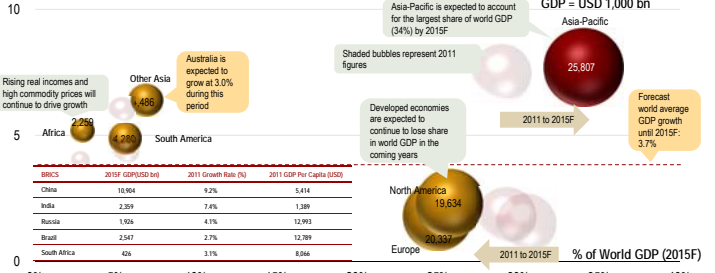 10
Asia-Pacific is expected to account
for the largest share of world GDP
(34%) by 2015F
GDP = USD 1,000 bn
Asia-Pacific
25,807
Shaded bubbles represent 2011
figures
Australia is
expected to
grow at 3.0%
during this
period
Other Asia
Rising real incomes and
high commodity prices will
continue to drive growth
2,259
Africa
4,280
South America
5
Developed economies
are expected to
continue to lose share
in world GDP in the
coming years
2011 to 2015F
Forecast
world average
GDP growth
until 2015F:
3.7%
BRICS 2015F GDP(USD bn) 2011 Growth Rate (%) 2011 GDP Per Capita (USD)
China 10,904 9.2% 5,414
India 2,359 7.4% 1,389
Russia 1,926 4.1% 12,993
Brazil 2,547 2.7% 12,789
South Africa 426 3.1% 8,066
North America
19,634
20,337
Europe
2011 to 2015F
% of World GDP (2015F)
0